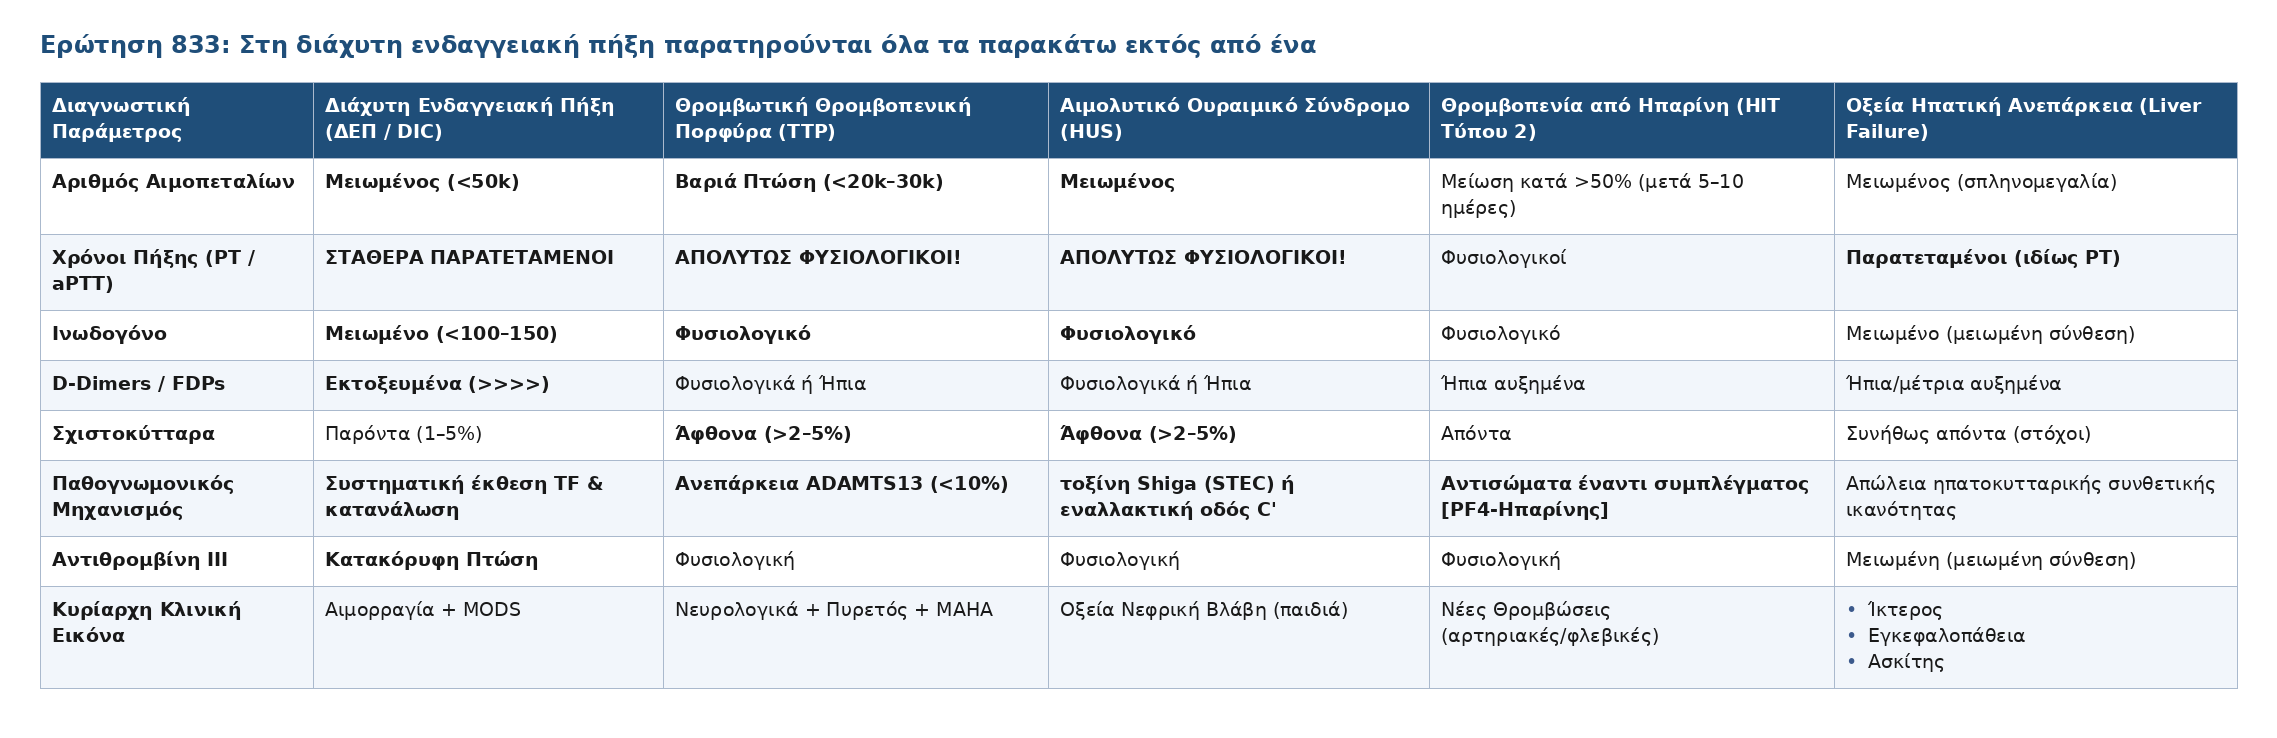 Ερώτηση 833: Στη διάχυτη ενδαγγειακή πήξη παρατηρούνται όλα τα παρακάτω εκτός από ένα
Διαγνωστική Παράμετρος
Διάχυτη Ενδαγγειακή Πήξη (ΔΕΠ / DIC)
Θρομβωτική Θρομβοπενική Πορφύρα (TTP)
Αιμολυτικό Ουραιμικό Σύνδρομο (HUS)
Θρομβοπενία από Ηπαρίνη (HIT Τύπου 2)
Οξεία Ηπατική Ανεπάρκεια (Liver Failure)
Αριθμός Αιμοπεταλίων
Μειωμένος (<50k)
Βαριά Πτώση (<20k–30k)
Μειωμένος
Μείωση κατά >50% (μετά 5–10 ημέρες)
Μειωμένος (σπληνομεγαλία)
Χρόνοι Πήξης (PT / aPTT)
ΣΤΑΘΕΡΑ ΠΑΡΑΤΕΤΑΜΕΝΟΙ
ΑΠΟΛΥΤΩΣ ΦΥΣΙΟΛΟΓΙΚΟΙ!
ΑΠΟΛΥΤΩΣ ΦΥΣΙΟΛΟΓΙΚΟΙ!
Φυσιολογικοί
Παρατεταμένοι (ιδίως PT)
Ινωδογόνο
Μειωμένο (<100–150)
Φυσιολογικό
Φυσιολογικό
Φυσιολογικό
Μειωμένο (μειωμένη σύνθεση)
D-Dimers / FDPs
Εκτοξευμένα (>>>>)
Φυσιολογικά ή Ήπια
Φυσιολογικά ή Ήπια
Ήπια αυξημένα
Ήπια/μέτρια αυξημένα
Σχιστοκύτταρα
Παρόντα (1–5%)
Άφθονα (>2–5%)
Άφθονα (>2–5%)
Απόντα
Συνήθως απόντα (στόχοι)
Παθογνωμονικός Μηχανισμός
Συστηματική έκθεση TF & κατανάλωση
Ανεπάρκεια ADAMTS13 (<10%)
τοξίνη Shiga (STEC) ή εναλλακτική οδός C'
Αντισώματα έναντι συμπλέγματος [PF4-Ηπαρίνης]
Απώλεια ηπατοκυτταρικής συνθετικής ικανότητας
Αντιθρομβίνη III
Κατακόρυφη Πτώση
Φυσιολογική
Φυσιολογική
Φυσιολογική
Μειωμένη (μειωμένη σύνθεση)
Κυρίαρχη Κλινική Εικόνα
Αιμορραγία + MODS
Νευρολογικά + Πυρετός + MAHA
Οξεία Νεφρική Βλάβη (παιδιά)
Νέες Θρομβώσεις (αρτηριακές/φλεβικές)
• Ίκτερος
• Εγκεφαλοπάθεια
• Ασκίτης